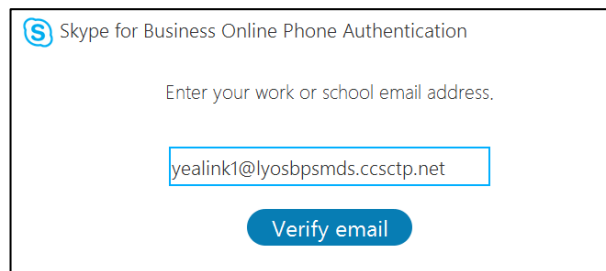 Skype for Business Online Phone Authentication
Enter your work or school email address.
yealink1@lyosbpsmds.ccsctp.net
Verify email